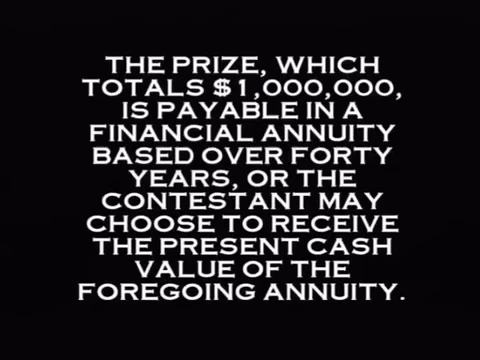 THE PRIZE, WHICH
TOTALS $1,000,000,
IS PAYABLE IN A
FINANCIAL ANNUITY
BASED OVER FORTY
YEARS, OR THE
CONTESTANT MAY
CHOOSE TO RECEIVE
THE PRESENT CASH
VALUE OF THE
FOREGOING ANNUITY.